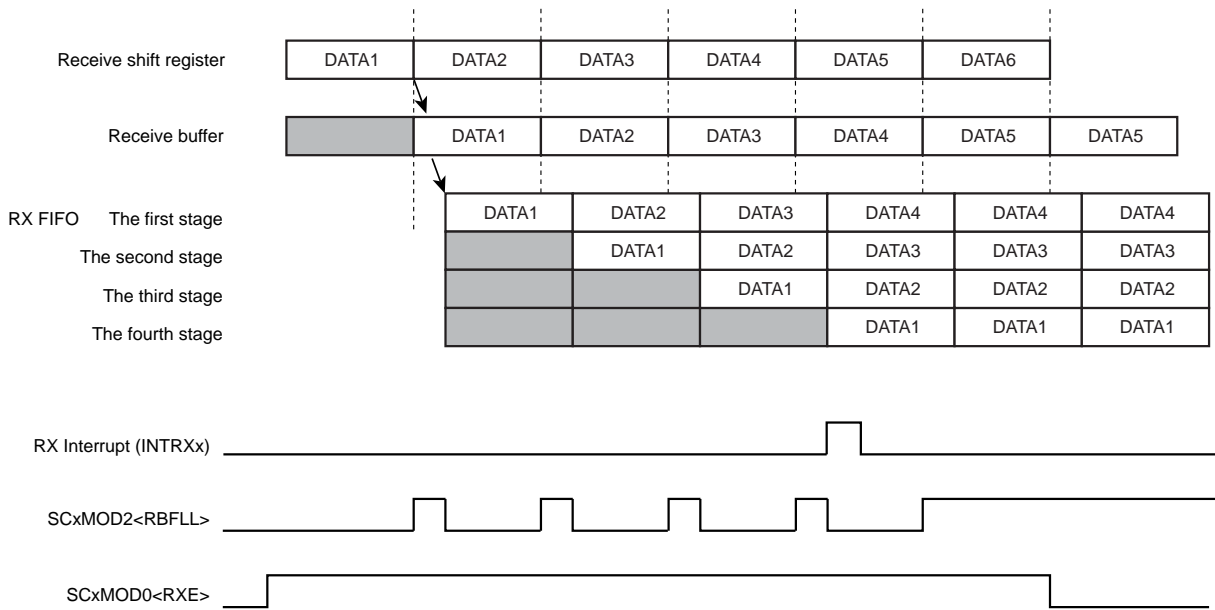 Receive shift register DATA1 DATA2 DATA3 DATA4 DATA5 DATA6
Receive buffer DATA1 DATA2 DATA3 DATA4 DATA5 DATA5
RX FIFO The first stage DATA1 DATA2 DATA3 DATA4 DATA4 DATA4
The second stage DATA1 DATA2 DATA3 DATA3 DATA3
The third stage DATA1 DATA2 DATA2 DATA2
The fourth stage DATA1 DATA1 DATA1
RX Interrupt (INTRXx)
SCxMOD2<RBFLL>
SCxMOD0<RXE>